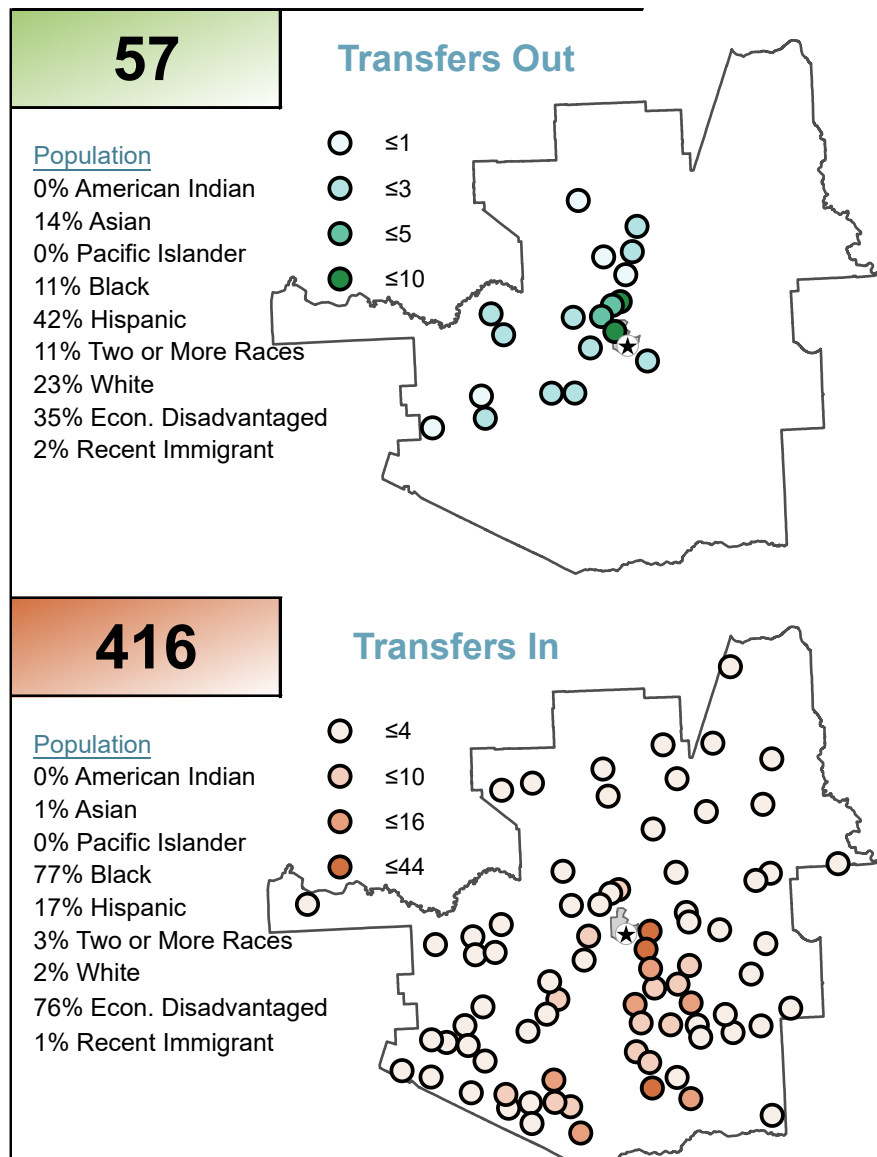 57
Transfers Out
Population
0% American Indian
14% Asian
0% Pacific Islander
11% Black
42% Hispanic
11% Two or More Races
23% White
35% Econ. Disadvantaged
2% Recent Immigrant
≤1
≤3
≤5
≤10
416
Transfers In
Population
0% American Indian
1% Asian
0% Pacific Islander
77% Black
17% Hispanic
3% Two or More Races
2% White
76% Econ. Disadvantaged
1% Recent Immigrant
≤4
≤10
≤16
≤44